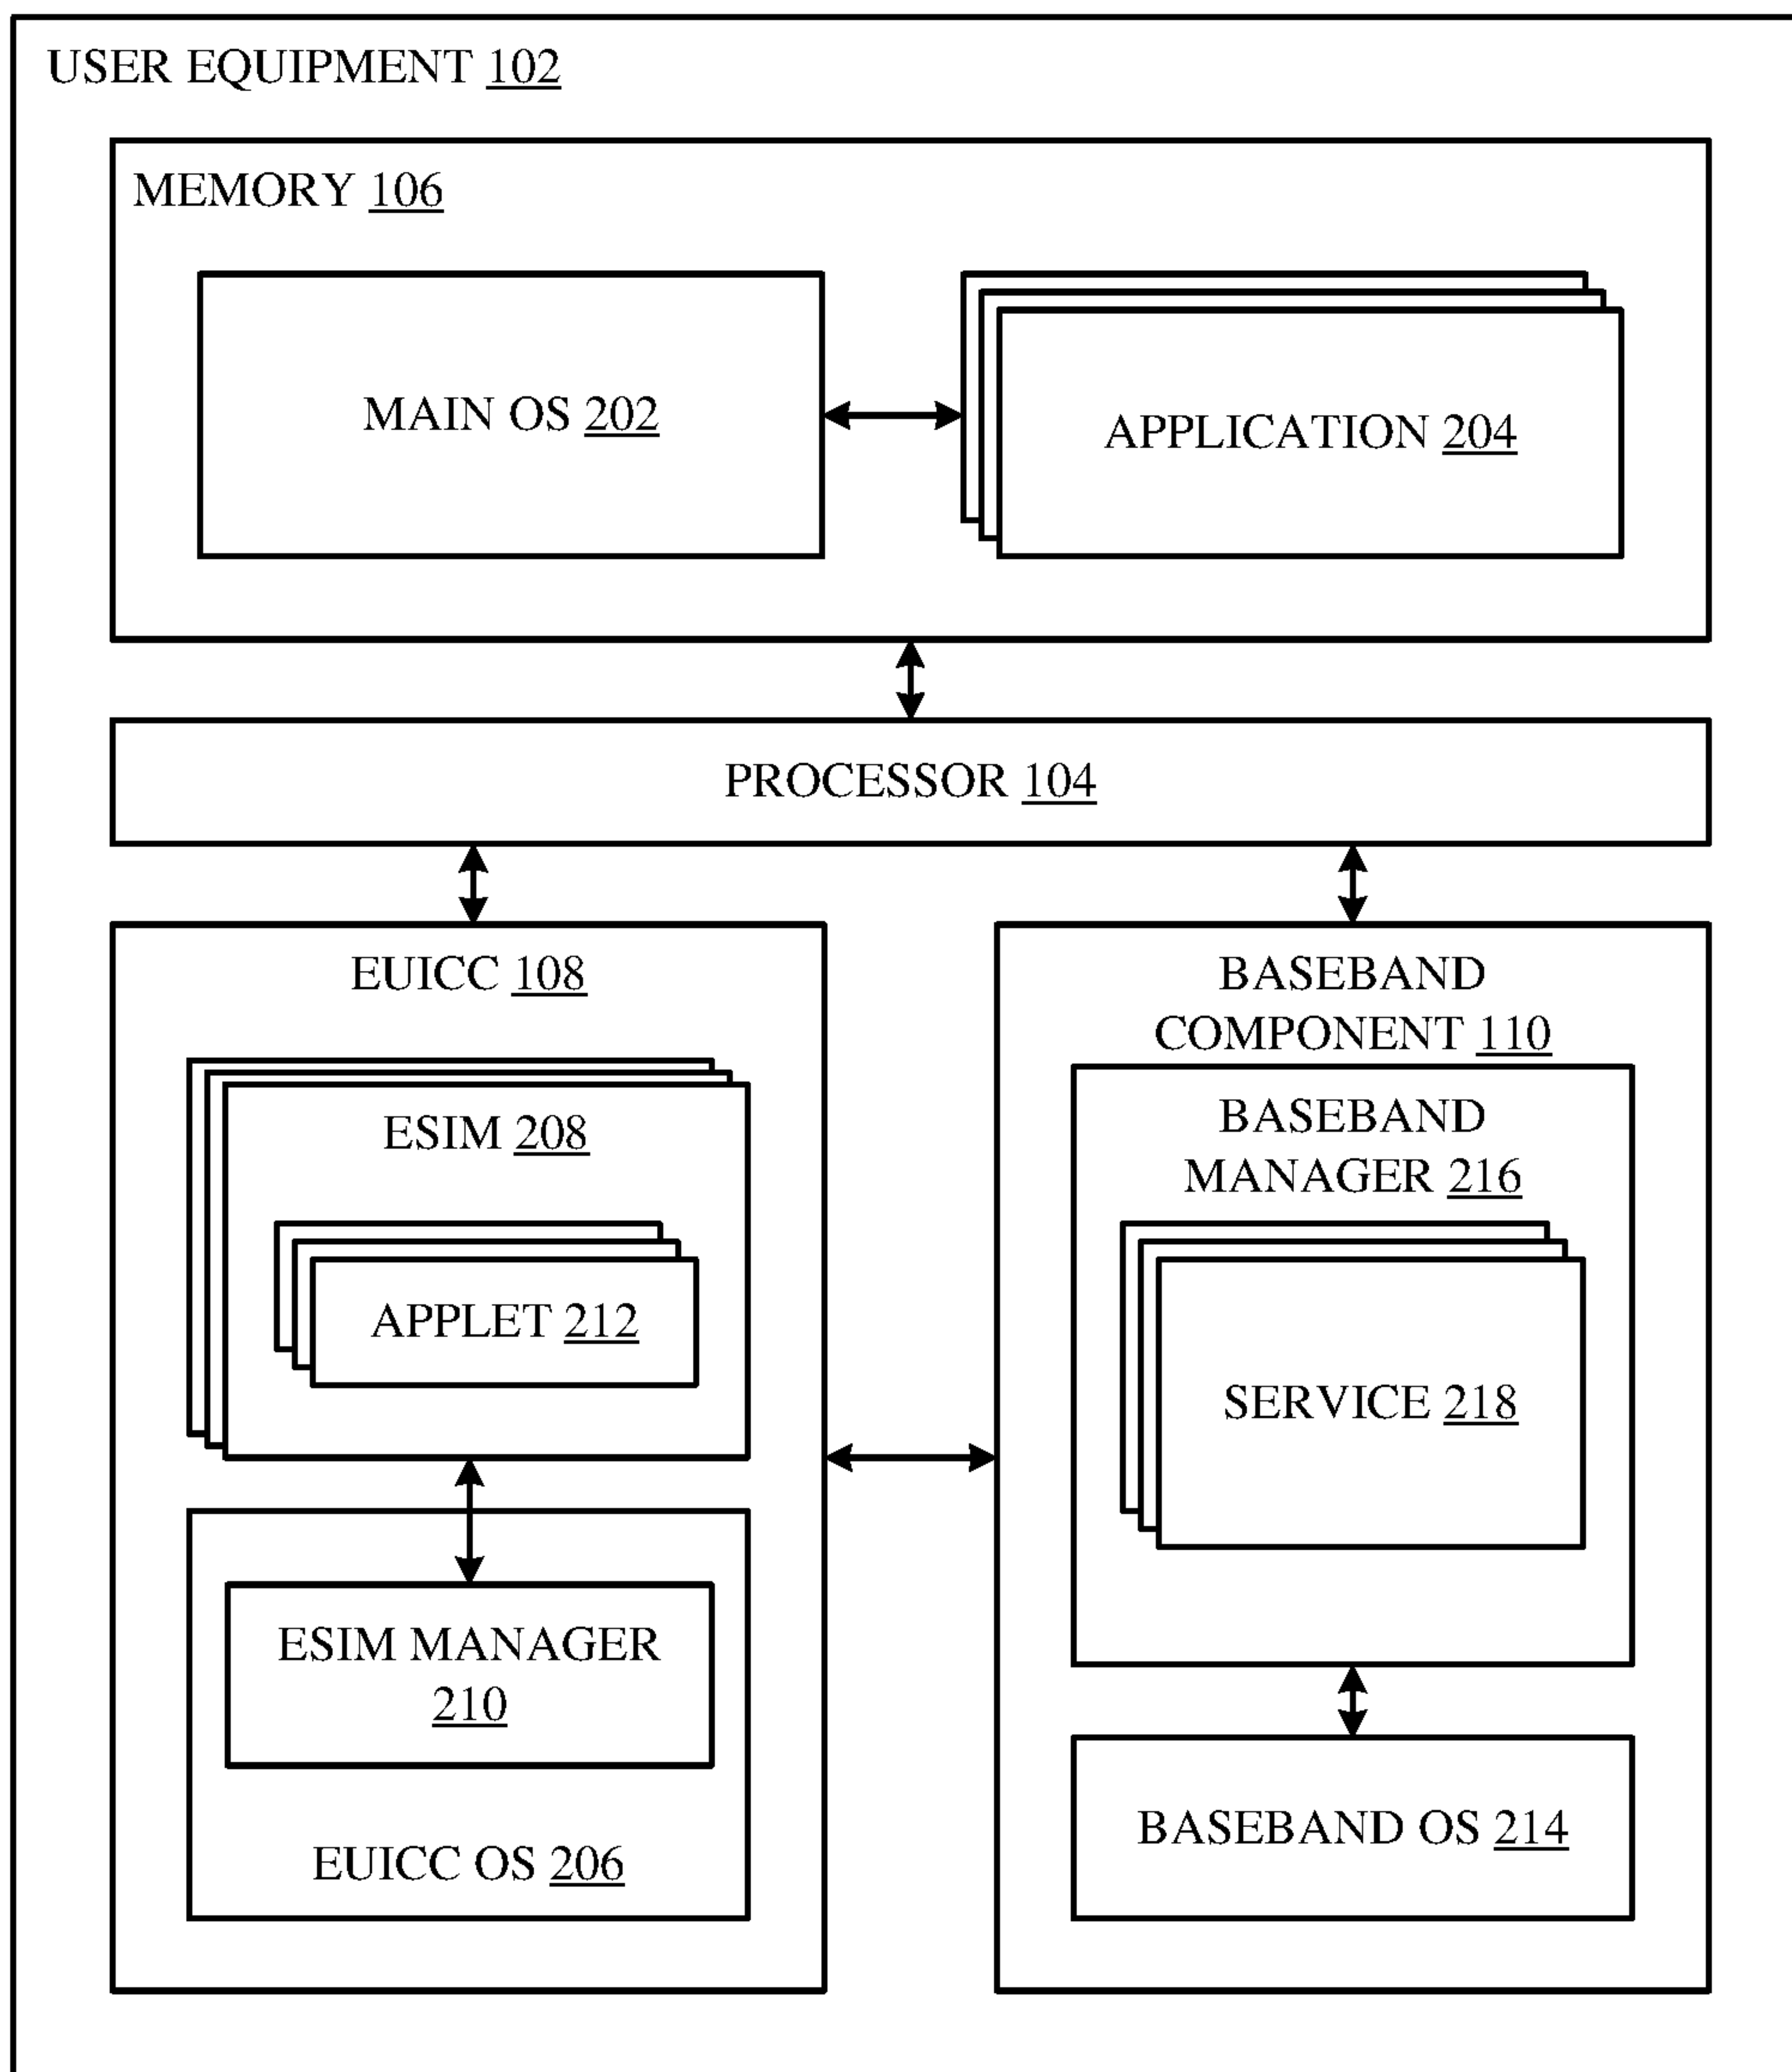 USER EQUIPMENT 102
MEMORY 106
MAIN OS 202
APPLICATION 204
PROCESSOR 104
EUICC 108
ESIM 208
APPLET 212
ESIM MANAGER
210
EUICC OS 206
BASEBAND
COMPONENT 110
BASEBAND
MANAGER 216
SERVICE 218
BASEBAND OS 214